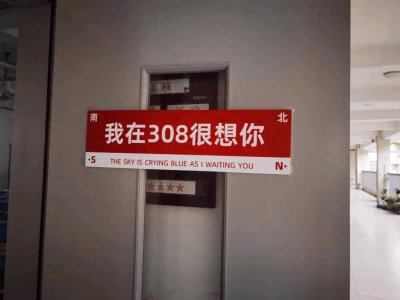 南 北
我在308很想你
·S THE SKY IS CRYING BLUE AS I WAITING YOU N·